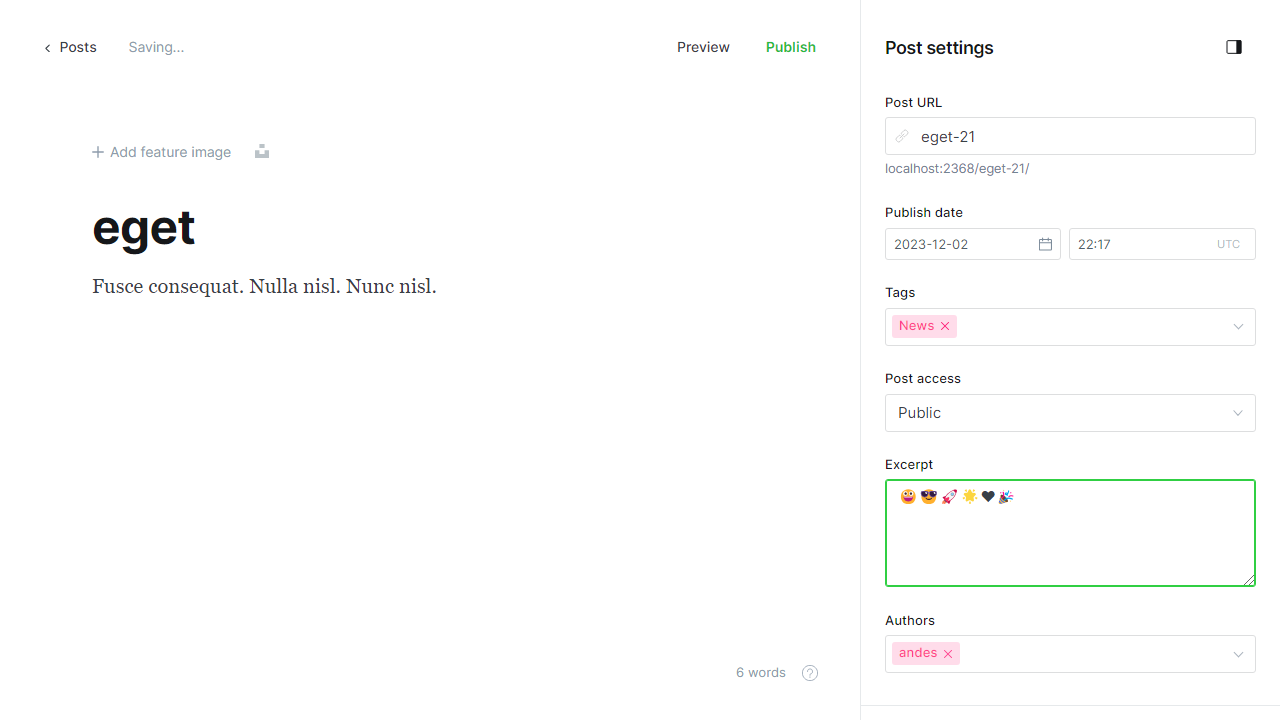 Posts
Saving...
Preview
Publish
Post settings
Add feature image
eget
Fusce consequat. Nulla nisl. Nunc nisl.
6 words
?
Post URL
eget-21
localhost:2368/eget-21/
Publish date
2023-12-02
22:17
UTC
Tags
News
Post access
Public
Excerpt
😀 😎 🚀 🌟 ❤ 🎉
Authors
andes